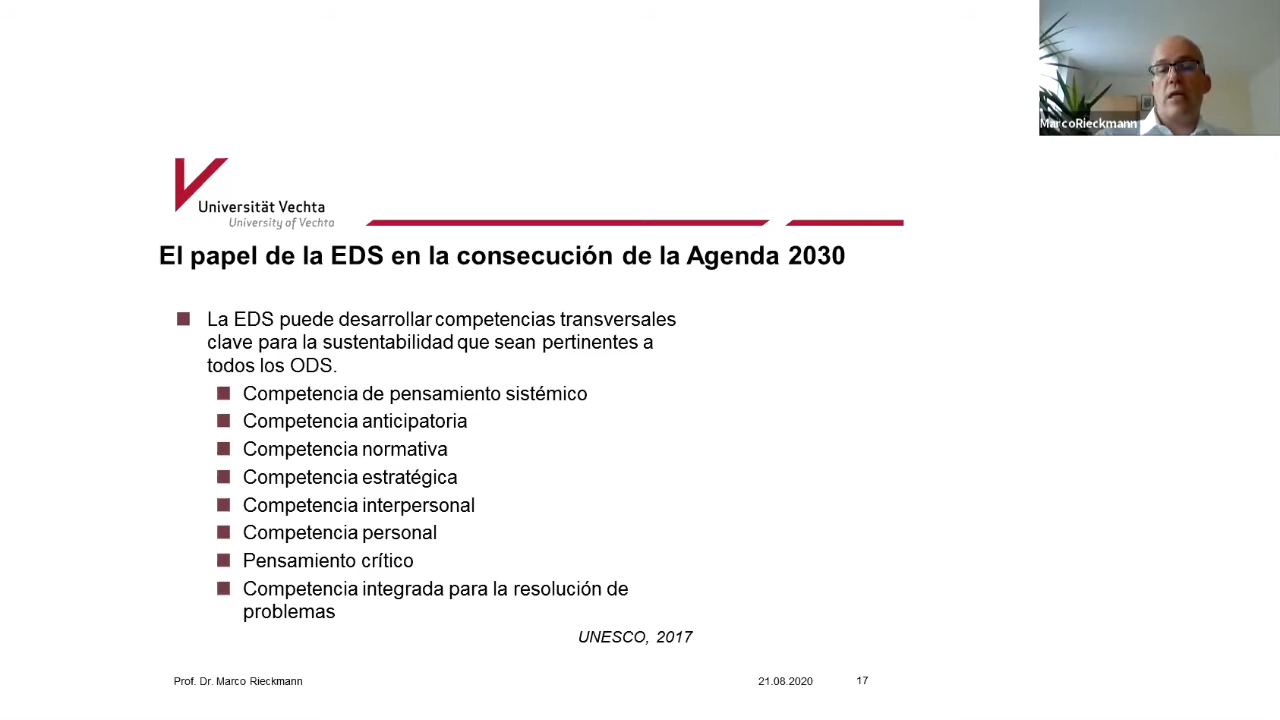 MarcoRieckmann
Universität Vechta
University of Vechta
El papel de la EDS en la consecución de la Agenda 2030
La EDS puede desarrollar competencias transversales
clave para la sustentabilidad que sean pertinentes a
todos los ODS.
Competencia de pensamiento sistémico
Competencia anticipatoria
Competencia normativa
Competencia estratégica
Competencia interpersonal
Competencia personal
Pensamiento crítico
Competencia integrada para la resolución de
problemas
UNESCO, 2017
Prof. Dr. Marco Rieckmann
21.08.2020
17